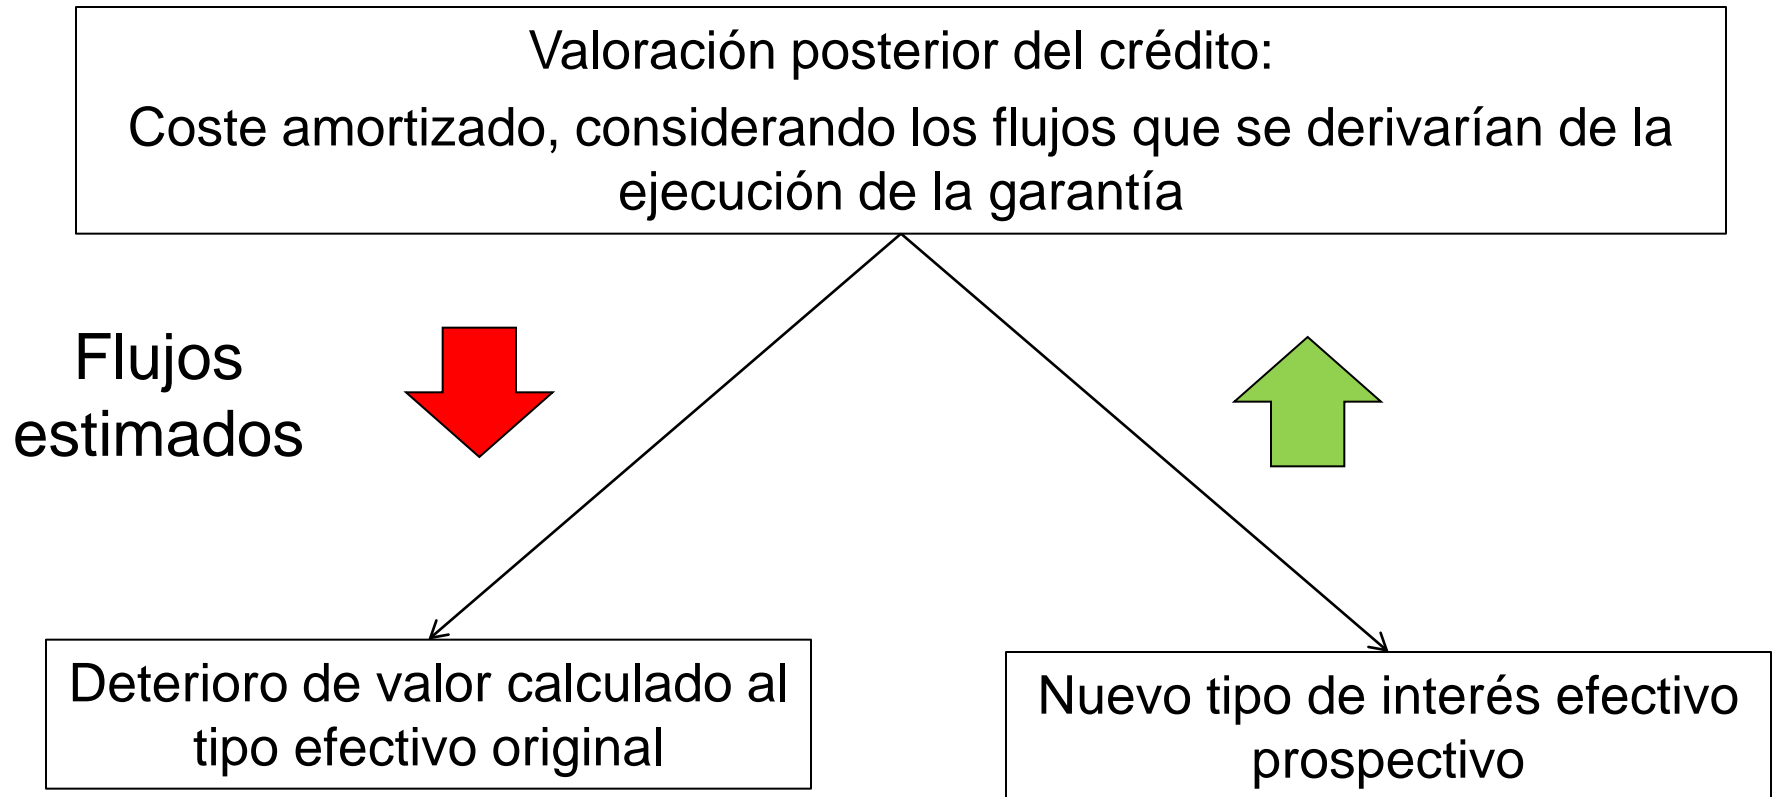 Valoración posterior del crédito:
Coste amortizado, considerando los flujos que se derivarían de la
ejecución de la garantía
Flujos
estimados
Deterioro de valor calculado al
tipo efectivo original
Nuevo tipo de interés efectivo
prospectivo